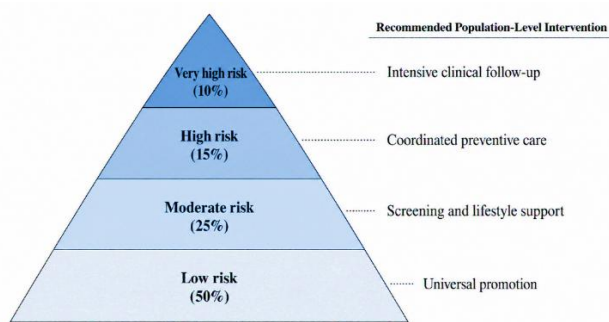 Recommended Population-Level Intervention
Very high risk
(10%)
Intensive clinical follow-up
High risk
(15%)
Coordinated preventive care
Moderate risk
(25%)
Screening and lifestyle support
Low risk
(50%)
Universal promotion